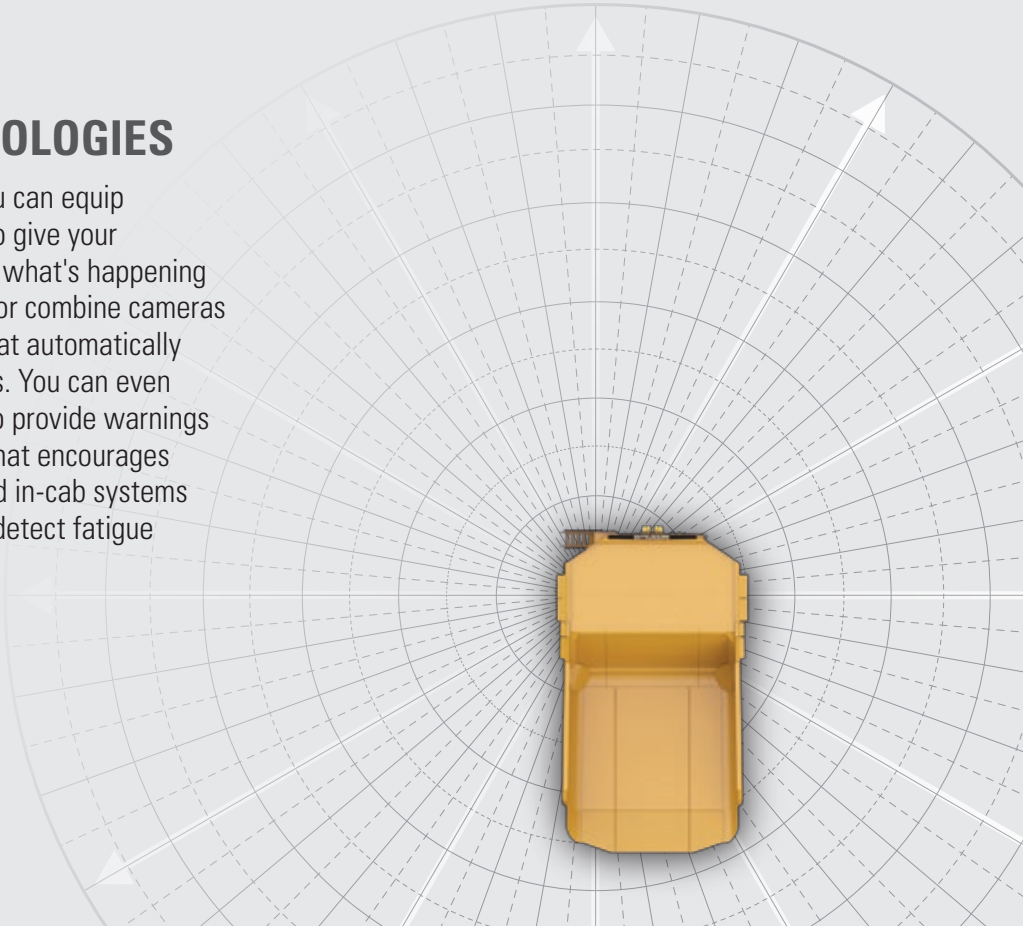 OLOGIES
u can equip
o give your
what's happening
or combine cameras
at automatically
s. You can even
o provide warnings
hat encourages
d in-cab systems
detect fatigue